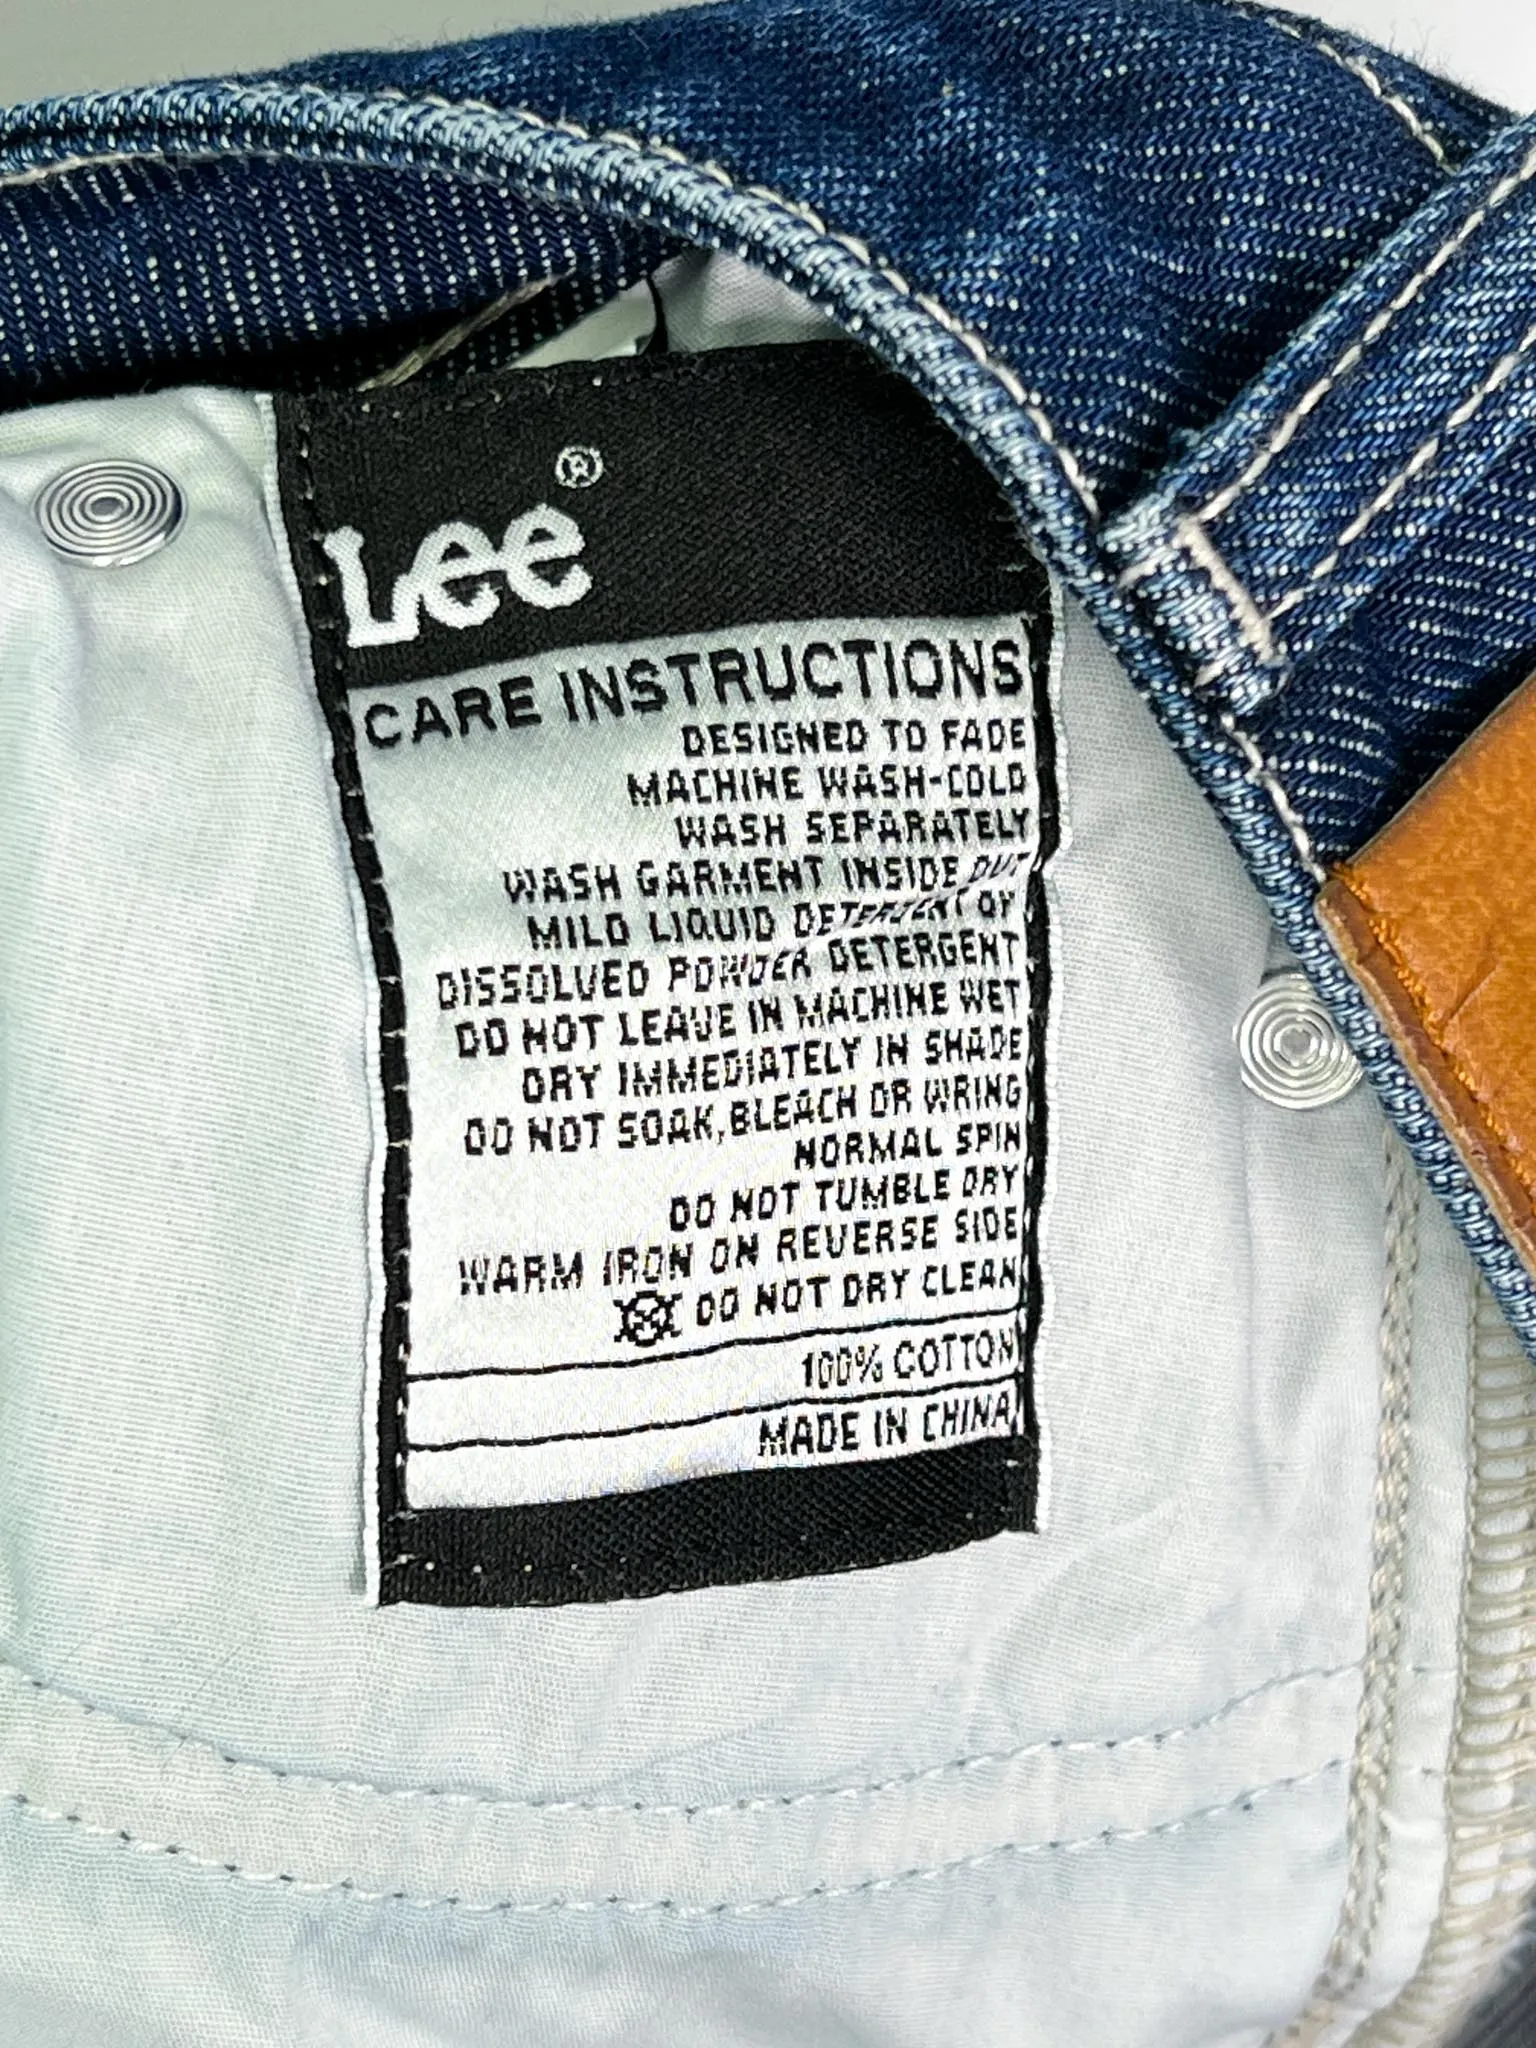 Lee®
CARE INSTRUCTIONS
DESIGNED TO FADE
MACHINE WASH-COLD
WASH SEPARATELY
WASH GARMENT INSIDE OUT
MILD LIQUID DETERGENT OY
DISSOLVED POWDER DETERGENT
DO NOT LEAVE IN MACHINE WET
DRY IMMEDIATELY IN SHADE
DO NOT SOAK, BLEACH OR WRING
NORMAL SPIN
DO NOT TUMBLE DRY
WARM IRON ON REVERSE SIDE
DO NOT DRY CLEAN
100% COTTON
MADE IN CHINA